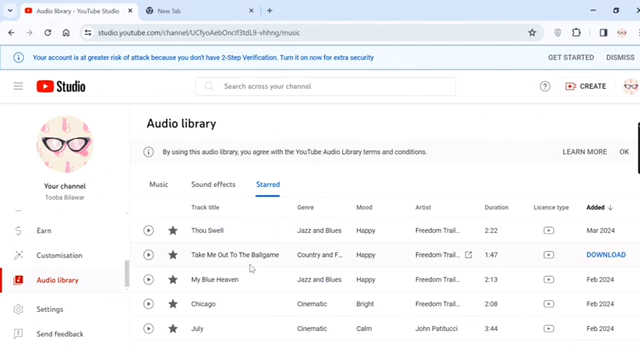 Audio library - YouTube Studio
New Tab
studio.youtube.com/channel/UCfyoAebOncIf3tdL9-vhhng/music
Your account is at greater risk of attack because you don't have 2-Step Verification. Turn it on now for extra security
GET STARTED
DISMISS
Studio
Search across your channel
CREATE
Audio library
By using this audio library, you agree with the YouTube Audio Library terms and conditions.
LEARN MORE
OK
Your channel
Tooba Bilawar
Music
Sound effects
Starred
Track title
Genre
Mood
Artist
Duration
Licence type
Added
Earn
Customisation
Audio library
Settings
Send feedback
Thou Swell Jazz and Blues Happy Freedom Trail... 2:22 Mar 2024
Take Me Out To The Ballgame Country and F... Happy Freedom Trail... 1:47 DOWNLOAD
My Blue Heaven Jazz and Blues Happy Freedom Trail... 2:13 Feb 2024
Chicago Cinematic Bright Freedom Trail... 2:08 Feb 2024
July Cinematic Calm John Patitucci 3:44 Feb 2024